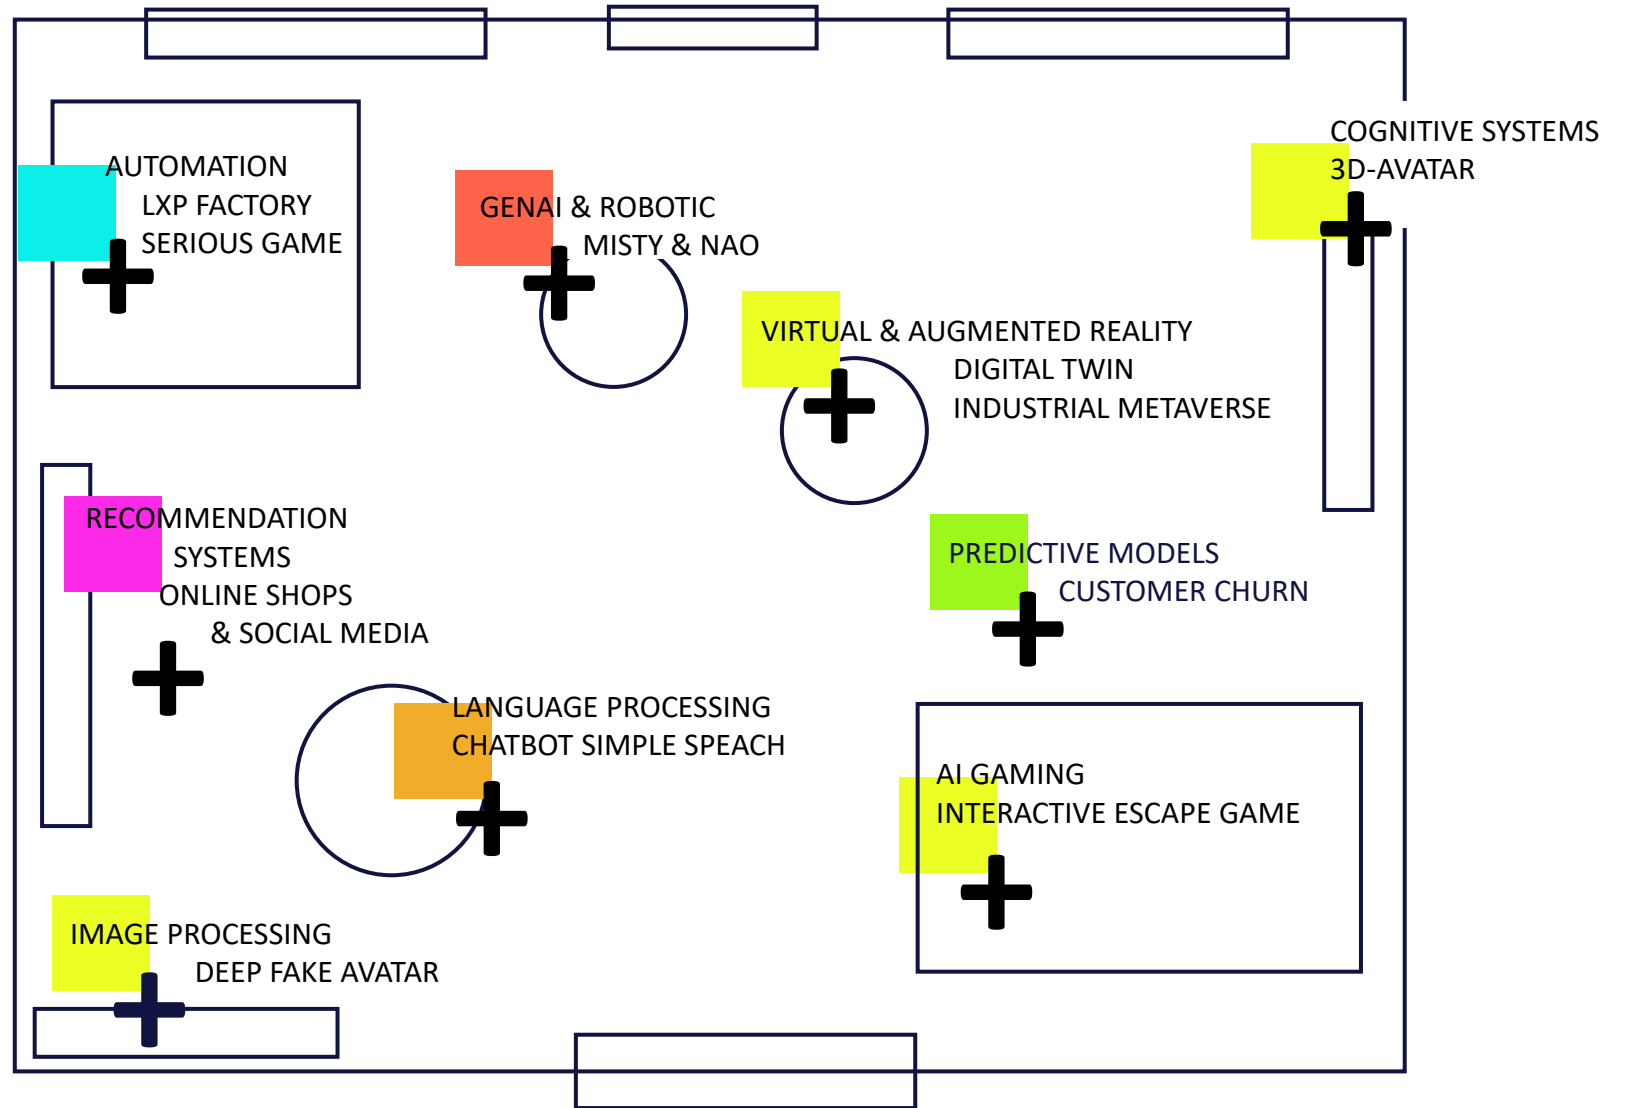 AUTOMATION
LXP FACTORY
SERIOUS GAME
GENAI & ROBOTIC
MISTY & NAO
COGNITIVE SYSTEMS
3D-AVATAR
VIRTUAL & AUGMENTED REALITY
DIGITAL TWIN
INDUSTRIAL METAVERSE
RECOMMENDATION
SYSTEMS
ONLINE SHOPS
& SOCIAL MEDIA
PREDICTIVE MODELS
CUSTOMER CHURN
LANGUAGE PROCESSING
CHATBOT SIMPLE SPEACH
AI GAMING
INTERACTIVE ESCAPE GAME
IMAGE PROCESSING
DEEP FAKE AVATAR